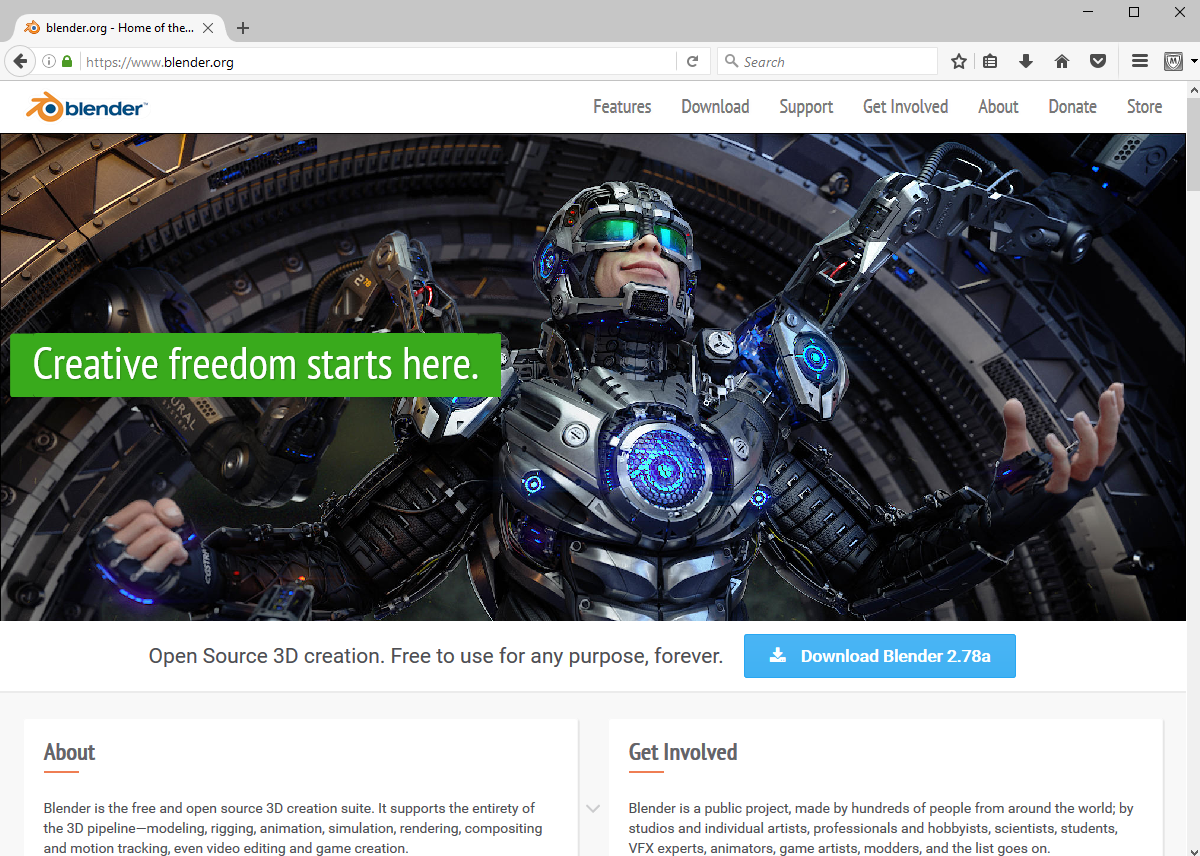 blender.org - Home of the...
https://www.blender.org
Search
blender™
Features
Download
Support
Get Involved
About
Donate
Store
Creative freedom starts here.
Open Source 3D creation. Free to use for any purpose, forever.
Download Blender 2.78a
About
Blender is the free and open source 3D creation suite. It supports the entirety of
the 3D pipeline—modeling, rigging, animation, simulation, rendering, compositing
and motion tracking, even video editing and game creation.
Get Involved
Blender is a public project, made by hundreds of people from around the world; by
studios and individual artists, professionals and hobbyists, scientists, students,
VFX experts, animators, game artists, modders, and the list goes on.